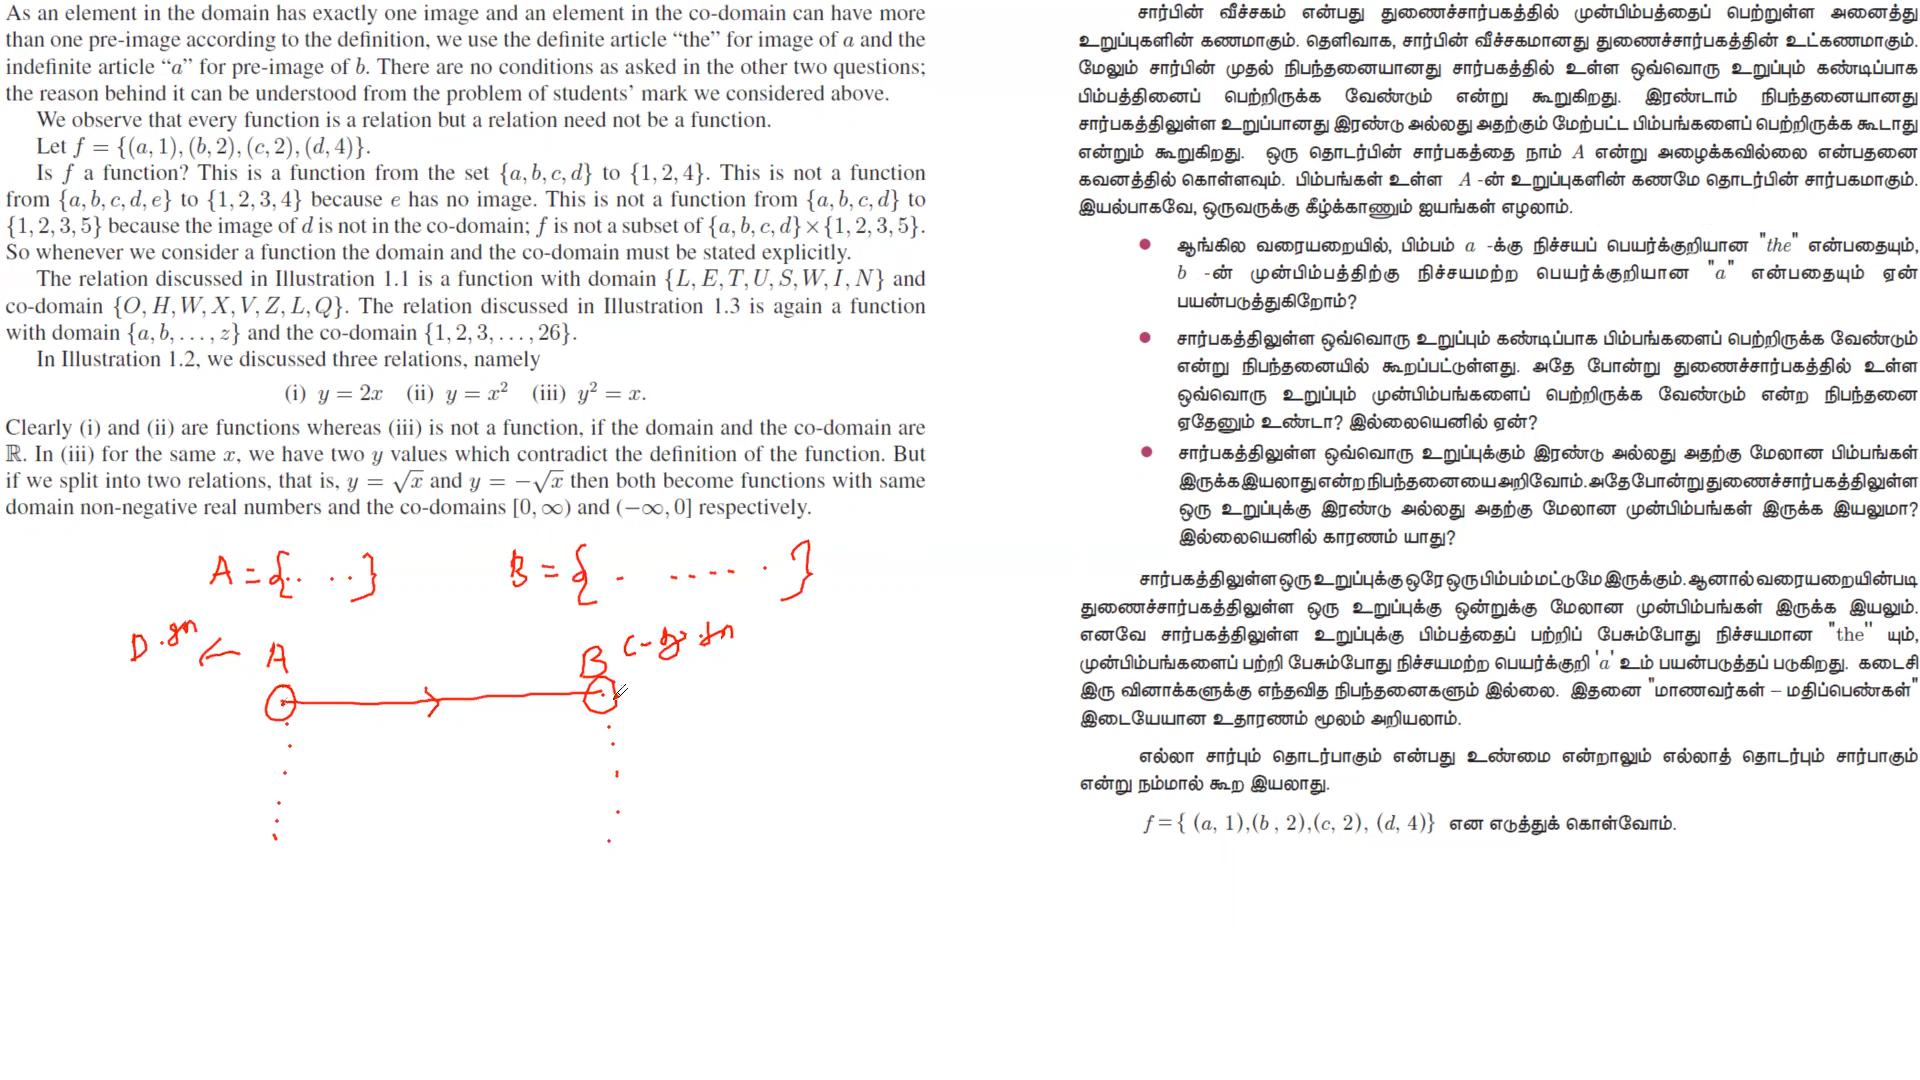 As an element in the domain has exactly one image and an element in the co-domain can have more
than one pre-image according to the definition, we use the definite article “the” for image of a and the
indefinite article “a” for pre-image of b. There are no conditions as asked in the other two questions;
the reason behind it can be understood from the problem of students’ mark we considered above.
We observe that every function is a relation but a relation need not be a function.
Let f = {(a, 1), (b, 2), (c, 2), (d, 4)}.
Is f a function? This is a function from the set {a, b, c, d} to {1, 2, 4}. This is not a function
from {a, b, c, d, e} to {1, 2, 3, 4} because e has no image. This is not a function from {a, b, c, d} to
{1, 2, 3, 5} because the image of d is not in the co-domain; f is not a subset of {a, b, c, d} × {1, 2, 3, 5}.
So whenever we consider a function the domain and the co-domain must be stated explicitly.
The relation discussed in Illustration 1.1 is a function with domain {L, E, T, U, S, W, I, N} and
co-domain {O, H, W, X, V, Z, L, Q}. The relation discussed in Illustration 1.3 is again a function
with domain {a, b, . . . , z} and the co-domain {1, 2, 3, . . . , 26}.
In Illustration 1.2, we discussed three relations, namely
(i) y = 2x (ii) y = x² (iii) y² = x.
Clearly (i) and (ii) are functions whereas (iii) is not a function, if the domain and the co-domain are
ℝ. In (iii) for the same x, we have two y values which contradict the definition of the function. But
if we split into two relations, that is, y = √x and y = −√x then both become functions with same
domain non-negative real numbers and the co-domains [0, ∞) and (−∞, 0] respectively.
A = {.. . ..} B = { . ..... . }
A B
சார்பின் வீச்சகம் என்பது துணைச்சார்பகத்தில் முன்பிம்பத்தைப் பெற்றுள்ள அனைத்து
உறுப்புகளின் கணமாகும். தெளிவாக, சார்பின் வீச்சகமானது துணைச்சார்பகத்தின் உட்கணமாகும்.
மேலும் சார்பின் முதல் நிபந்தனையானது சார்பகத்தில் உள்ள ஒவ்வொரு உறுப்பும் கண்டிப்பாக
பிம்பத்தினைப் பெற்றிருக்க வேண்டும் என்று கூறுகிறது. இரண்டாம் நிபந்தனையானது
சார்பகத்திலுள்ள உறுப்பானது இரண்டு அல்லது அதற்கும் மேற்பட்ட பிம்பங்களைப் பெற்றிருக்க கூடாது
என்றும் கூறுகிறது. ஒரு தொடர்பின் சார்பகத்தை நாம் A என்று அழைக்கவில்லை என்பதனை
கவனத்தில் கொள்ளவும். பிம்பங்கள் உள்ள A -ன் உறுப்புகளின் கணமே தொடர்பின் சார்பகமாகும்.
இயல்பாகவே, ஒருவருக்கு கீழ்க்காணும் ஐயங்கள் எழலாம்.
● ஆங்கில வரையறையில், பிம்பம் a -க்கு நிச்சயப் பெயர்க்குறியான "the" என்பதையும்,
b -ன் முன்பிம்பத்திற்கு நிச்சயமற்ற பெயர்க்குறியான "a" என்பதையும் ஏன்
பயன்படுத்துகிறோம்?
● சார்பகத்திலுள்ள ஒவ்வொரு உறுப்பும் கண்டிப்பாக பிம்பங்களைப் பெற்றிருக்க வேண்டும்
என்று நிபந்தனையில் கூறப்பட்டுள்ளது. அதே போன்று துணைச்சார்பகத்தில் உள்ள
ஒவ்வொரு உறுப்பும் முன்பிம்பங்களைப் பெற்றிருக்க வேண்டும் என்ற நிபந்தனை
ஏதேனும் உண்டா? இல்லையெனில் ஏன்?
● சார்பகத்திலுள்ள ஒவ்வொரு உறுப்புக்கும் இரண்டு அல்லது அதற்கு மேலான பிம்பங்கள்
இருக்க இயலாது என்ற நிபந்தனையை அறிவோம். அதே போன்று துணைச்சார்பகத்திலுள்ள
ஒரு உறுப்புக்கு இரண்டு அல்லது அதற்கு மேலான முன்பிம்பங்கள் இருக்க இயலுமா?
இல்லையெனில் காரணம் யாது?
சார்பகத்திலுள்ள ஒரு உறுப்புக்கு ஒரே ஒரு பிம்பம் மட்டுமே இருக்கும். ஆனால் வரையறையின்படி
துணைச்சார்பகத்திலுள்ள ஒரு உறுப்புக்கு ஒன்றுக்கு மேலான முன்பிம்பங்கள் இருக்க இயலும்.
எனவே சார்பகத்திலுள்ள உறுப்புக்கு பிம்பத்தைப் பற்றிப் பேசும்போது நிச்சயமான "the" யும்,
முன்பிம்பங்களைப் பற்றி பேசும்போது நிச்சயமற்ற பெயர்க்குறி 'a' உம் பயன்படுத்தப் படுகிறது. கடைசி
இரு வினாக்களுக்கு எந்தவித நிபந்தனைகளும் இல்லை. இதனை "மாணவர்கள் – மதிப்பெண்கள்"
இடையேயான உதாரணம் மூலம் அறியலாம்.
எல்லா சார்பும் தொடர்பாகும் என்பது உண்மை என்றாலும் எல்லாத் தொடர்பும் சார்பாகும்
என்று நம்மால் கூற இயலாது.
f = { (a, 1),(b , 2),(c, 2), (d, 4)} என எடுத்துக் கொள்வோம்.